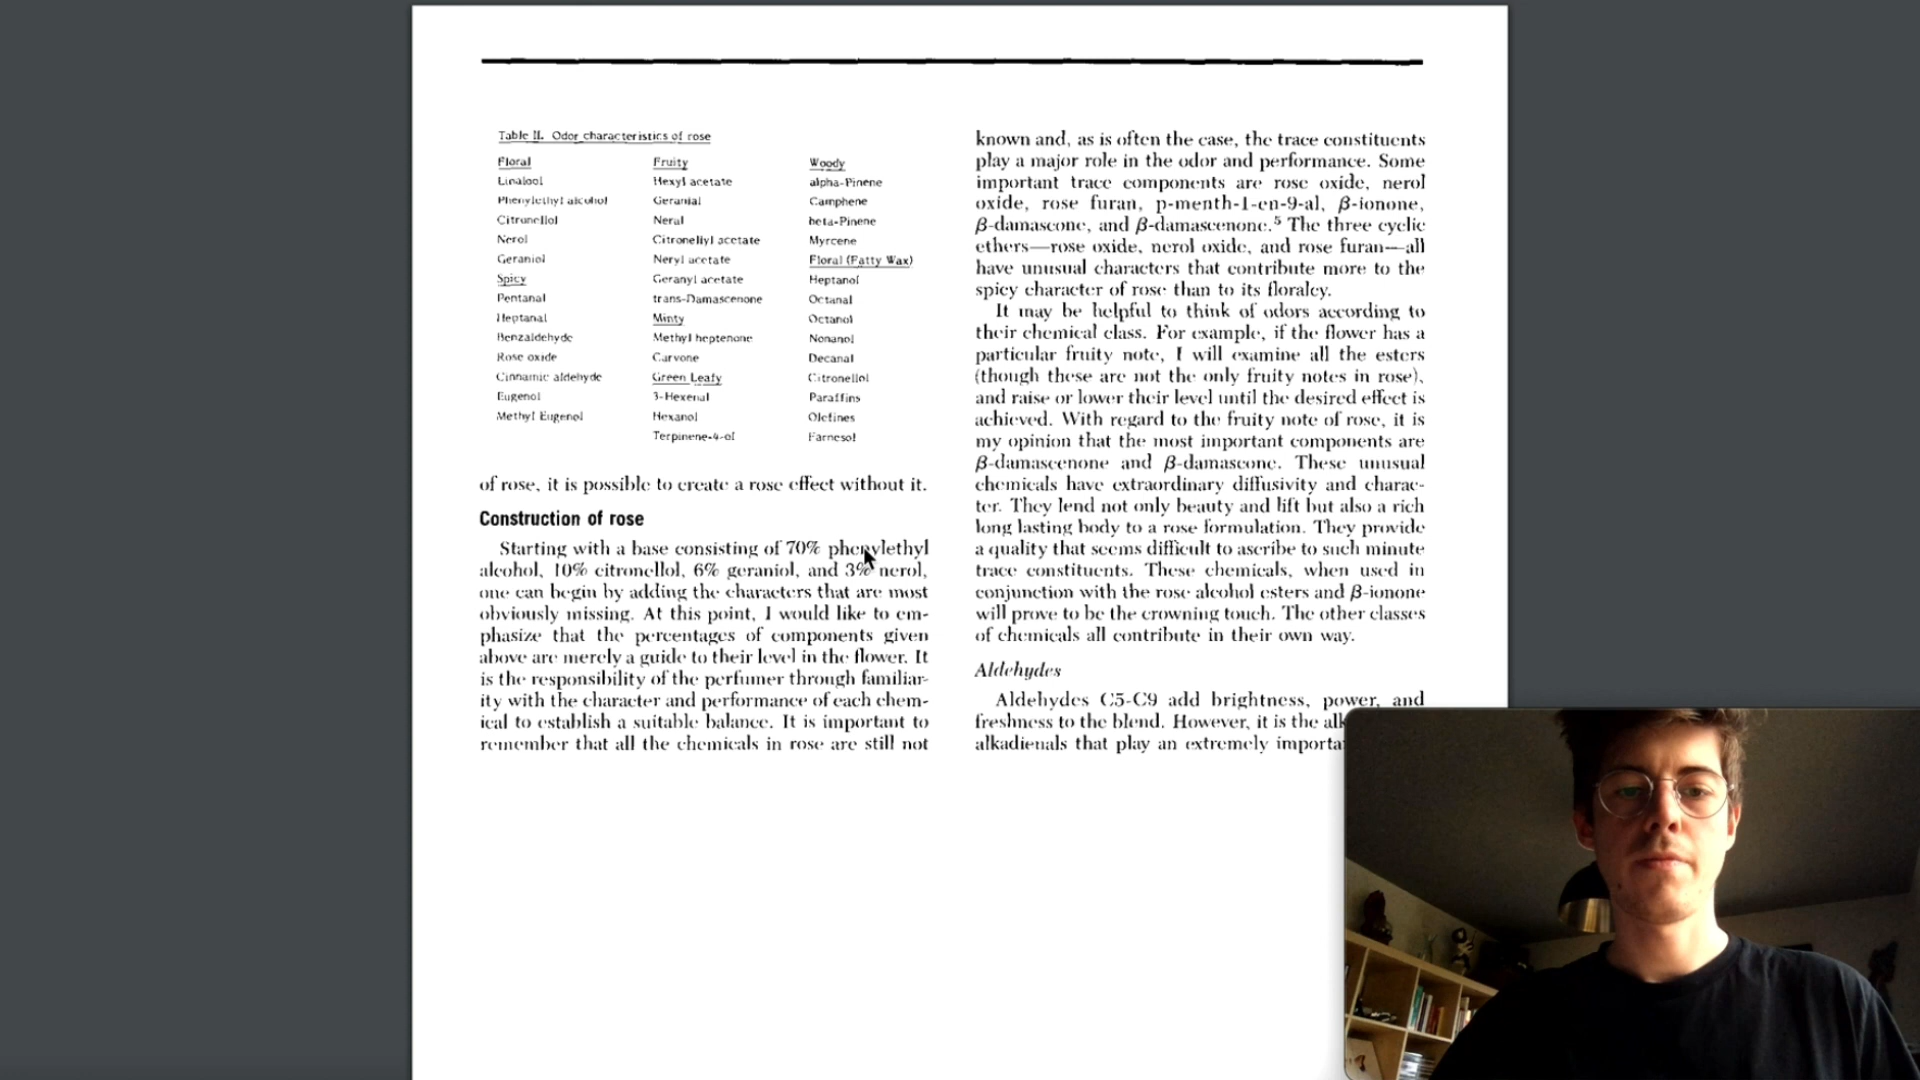 Table II. Odor characteristics of rose
Floral
Linalool
Phenylethyl alcohol
Citronellol
Nerol
Geraniol
Spicy
Pentanal
Heptanal
Benzaldehyde
Rose oxide
Cinnamic aldehyde
Eugenol
Methyl Eugenol
Fruity
Hexyl acetate
Geranial
Neral
Citronellyl acetate
Neryl acetate
Geranyl acetate
trans-Damascenone
Minty
Methyl heptenone
Carvone
Green Leafy
3-Hexenal
Hexanol
Terpinene-4-ol
Woody
alpha-Pinene
Camphene
beta-Pinene
Myrcene
Floral (Fatty Wax)
Heptanol
Octanal
Octanol
Nonanol
Decanal
Citronellol
Paraffins
Olefines
Farnesol
of rose, it is possible to create a rose effect without it.
Construction of rose
Starting with a base consisting of 70% phenylethyl
alcohol, 10% citronellol, 6% geraniol, and 3% nerol,
one can begin by adding the characters that are most
obviously missing. At this point, I would like to em-
phasize that the percentages of components given
above are merely a guide to their level in the flower. It
is the responsibility of the perfumer through familiar-
ity with the character and performance of each chem-
ical to establish a suitable balance. It is important to
remember that all the chemicals in rose are still not
known and, as is often the case, the trace constituents
play a major role in the odor and performance. Some
important trace components are rose oxide, nerol
oxide, rose furan, p-menth-1-en-9-al, β-ionone,
β-damascone, and β-damascenone.⁵ The three cyclic
ethers—rose oxide, nerol oxide, and rose furan—all
have unusual characters that contribute more to the
spicy character of rose than to its floralcy.
It may be helpful to think of odors according to
their chemical class. For example, if the flower has a
particular fruity note, I will examine all the esters
(though these are not the only fruity notes in rose),
and raise or lower their level until the desired effect is
achieved. With regard to the fruity note of rose, it is
my opinion that the most important components are
β-damascenone and β-damascone. These unusual
chemicals have extraordinary diffusivity and charac-
ter. They lend not only beauty and lift but also a rich
long lasting body to a rose formulation. They provide
a quality that seems difficult to ascribe to such minute
trace constituents. These chemicals, when used in
conjunction with the rose alcohol esters and β-ionone
will prove to be the crowning touch. The other classes
of chemicals all contribute in their own way.
Aldehydes
Aldehydes C5-C9 add brightness, power, and
freshness to the blend. However, it is the
alkadienals that play an extremely